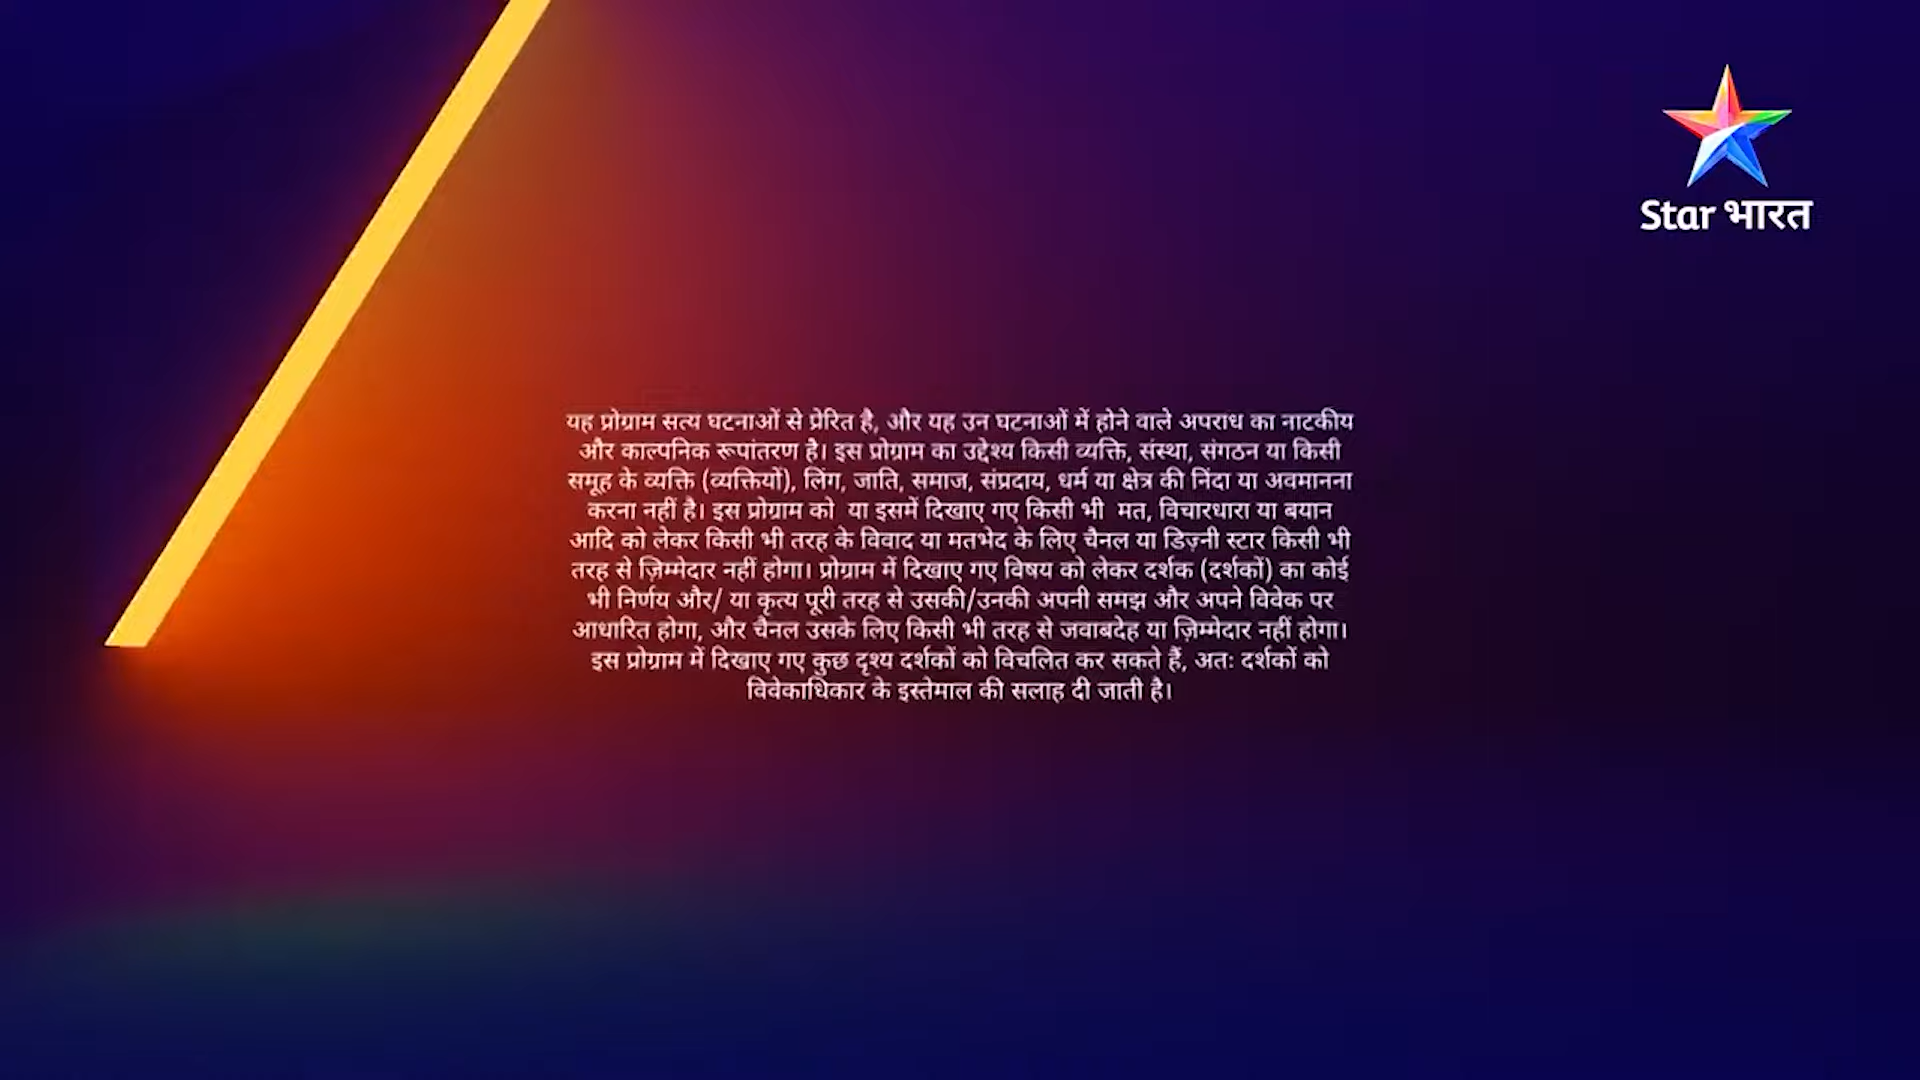 Star भारत
यह प्रोग्राम सत्य घटनाओं से प्रेरित है, और यह उन घटनाओं में होने वाले अपराध का नाटकीय
और काल्पनिक रूपांतरण है। इस प्रोग्राम का उद्देश्य किसी व्यक्ति, संस्था, संगठन या किसी
समूह के व्यक्ति (व्यक्तियों), लिंग, जाति, समाज, संप्रदाय, धर्म या क्षेत्र की निंदा या अवमानना
करना नहीं है। इस प्रोग्राम को या इसमें दिखाए गए किसी भी मत, विचारधारा या बयान
आदि को लेकर किसी भी तरह के विवाद या मतभेद के लिए चैनल या डिज़्नी स्टार किसी भी
तरह से ज़िम्मेदार नहीं होगा। प्रोग्राम में दिखाए गए विषय को लेकर दर्शक (दर्शकों) का कोई
भी निर्णय और/ या कृत्य पूरी तरह से उसकी/उनकी अपनी समझ और अपने विवेक पर
आधारित होगा, और चैनल उसके लिए किसी भी तरह से जवाबदेह या ज़िम्मेदार नहीं होगा।
इस प्रोग्राम में दिखाए गए कुछ दृश्य दर्शकों को विचलित कर सकते हैं, अतः दर्शकों को
विवेकाधिकार के इस्तेमाल की सलाह दी जाती है।